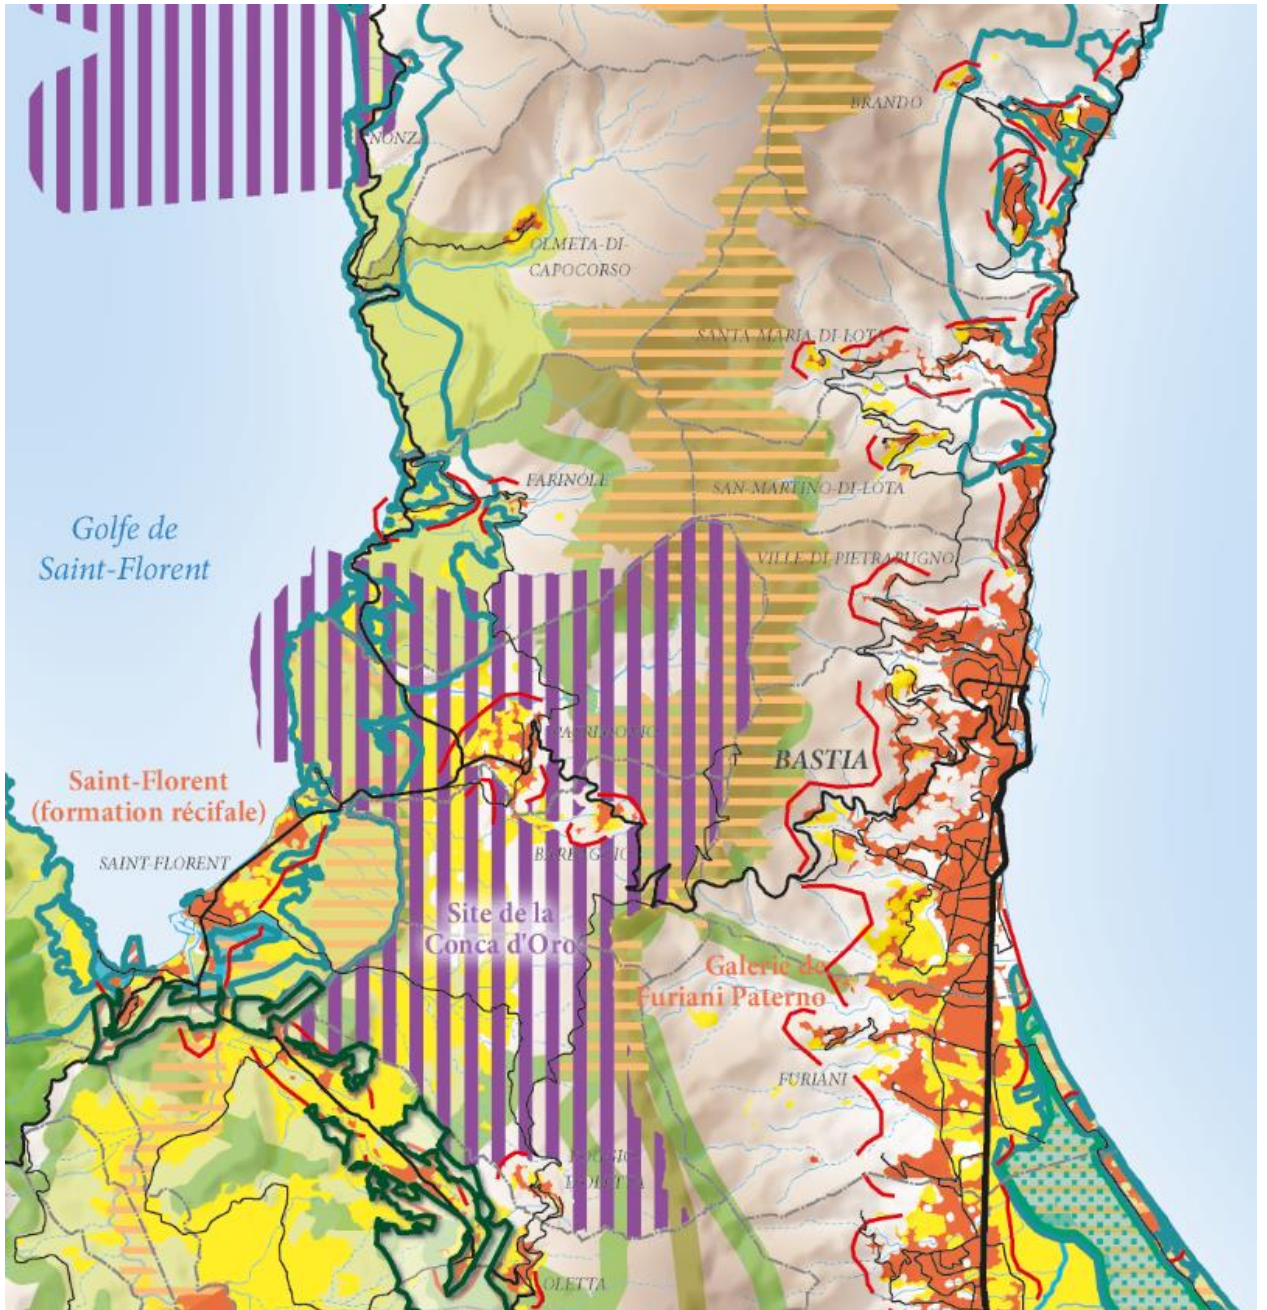 BRANDO
NONZA
OLMETA-DI-
CAPOCORSO
SANTA-MARIA-DI-LOTA
FARINOLE
SAN-MARTINO-DI-LOTA
Golfe de
Saint-Florent
VILLE-DI-PIETRABUGNO
PATRIMONIO
BASTIA
Saint-Florent
(formation récifale)
SAINT-FLORENT
BARBAGGIO
Site de la
Conca d'Oro
Galerie de
Furiani Paterno
FURIANI
POGGIO-
D'OLETTA
OLETTA